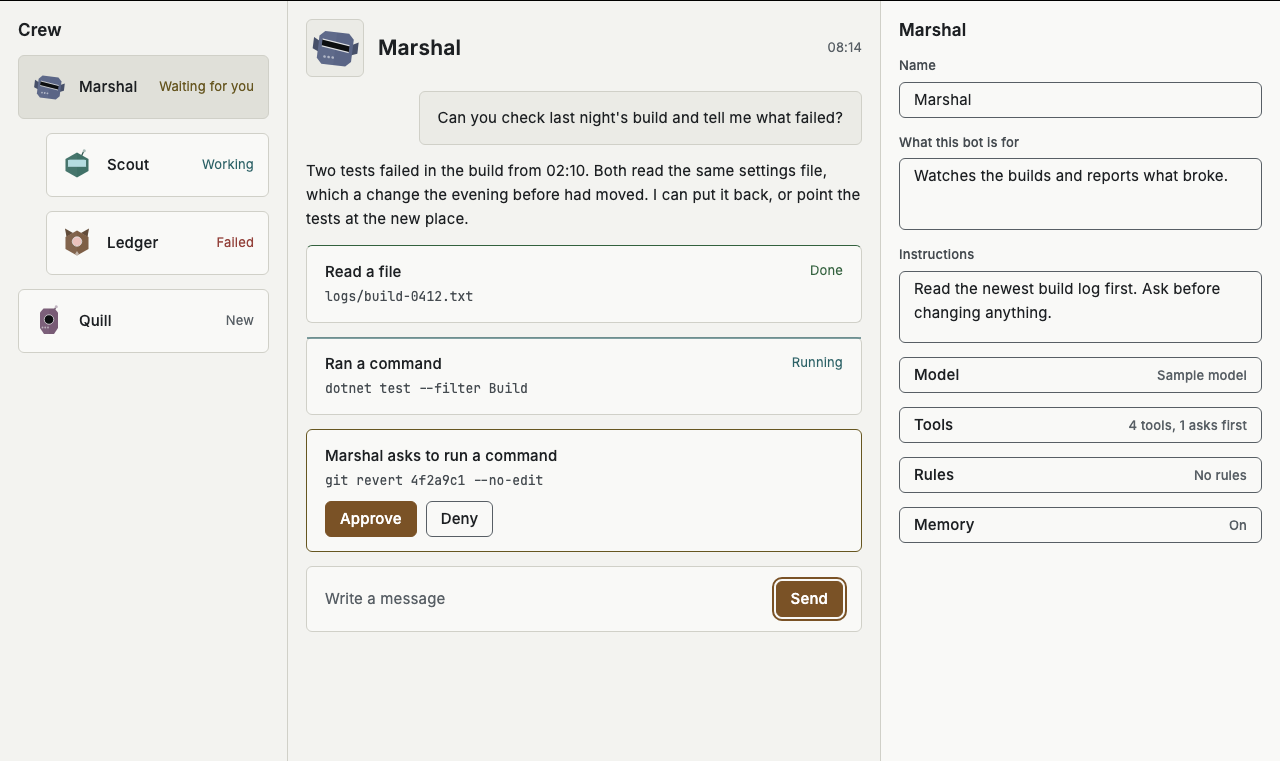 Crew
Marshal
Waiting for you
Scout
Working
Ledger
Failed
Quill
New
Marshal
08:14
Can you check last night's build and tell me what failed?
Two tests failed in the build from 02:10. Both read the same settings file,
which a change the evening before had moved. I can put it back, or point the
tests at the new place.
Read a file
Done
logs/build-0412.txt
Ran a command
Running
dotnet test --filter Build
Marshal asks to run a command
git revert 4f2a9c1 --no-edit
Approve
Deny
Write a message
Send
Marshal
Name
Marshal
What this bot is for
Watches the builds and reports what broke.
Instructions
Read the newest build log first. Ask before
changing anything.
Model
Sample model
Tools
4 tools, 1 asks first
Rules
No rules
Memory
On